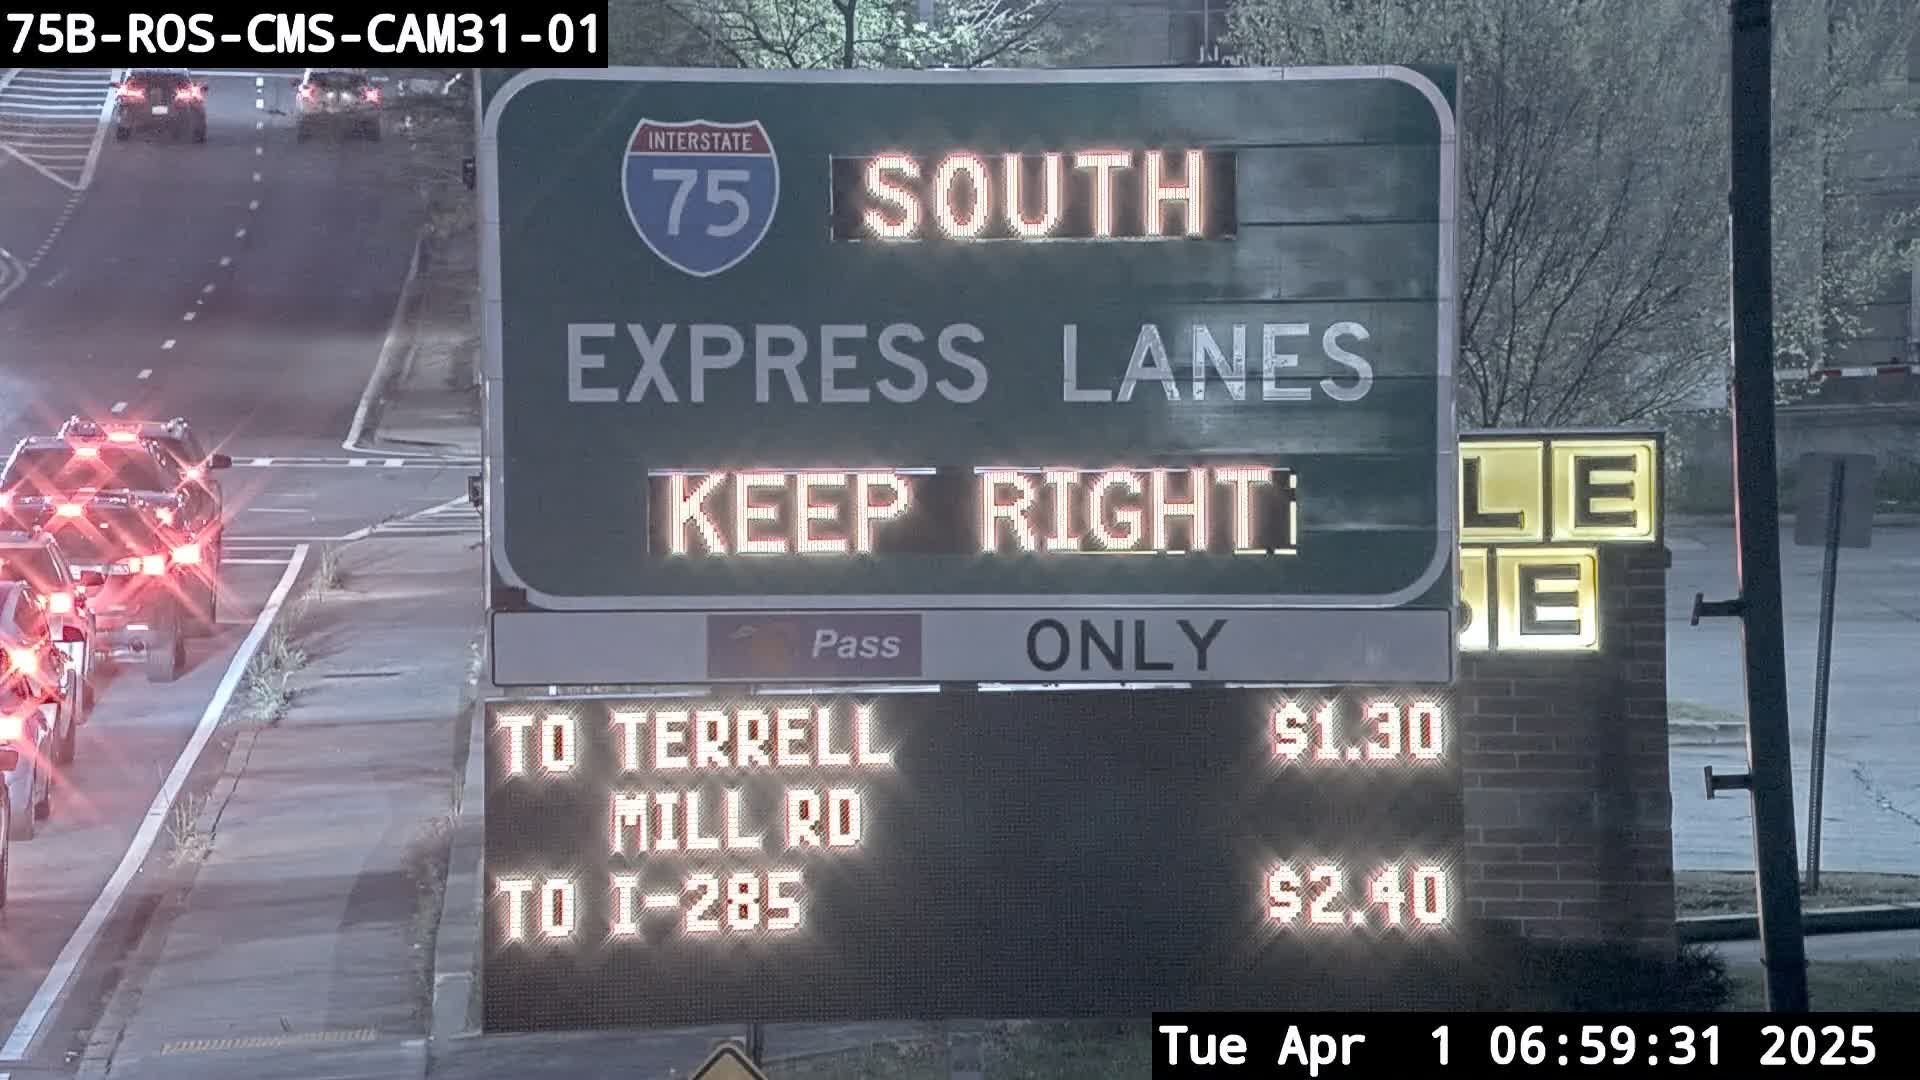 75B-ROS-CMS-CAM31-01
INTERSTATE
75
SOUTH
EXPRESS LANES
KEEP RIGHT
Pass ONLY
TO TERRELL $1.30
MILL RD
TO I-285 $2.40
LE
E
Tue Apr 1 06:59:31 2025